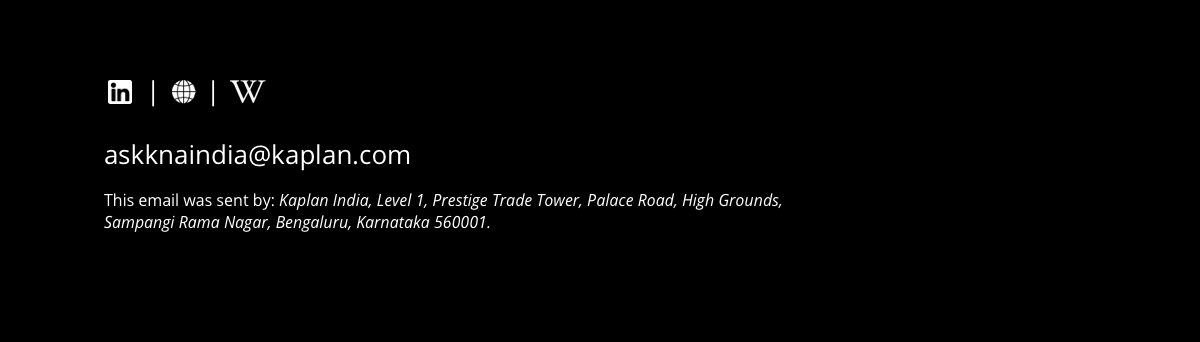 in | | W
askknaindia@kaplan.com
This email was sent by: Kaplan India, Level 1, Prestige Trade Tower, Palace Road, High Grounds,
Sampangi Rama Nagar, Bengaluru, Karnataka 560001.